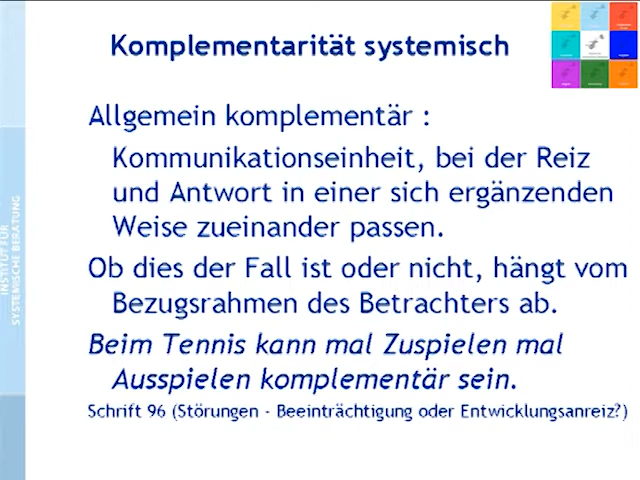 Komplementarität systemisch
Allgemein komplementär :
Kommunikationseinheit, bei der Reiz
und Antwort in einer sich ergänzenden
Weise zueinander passen.
Ob dies der Fall ist oder nicht, hängt vom
Bezugsrahmen des Betrachters ab.
Beim Tennis kann mal Zuspielen mal
Ausspielen komplementär sein.
Schrift 96 (Störungen - Beeinträchtigung oder Entwicklungsanreiz?)
INSTITUT FÜR
SYSTEMISCHE BERATUNG